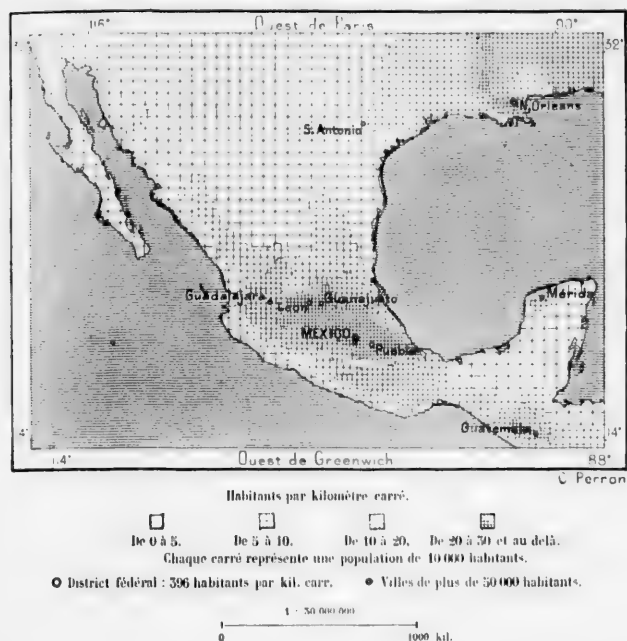 116° Ouest de Paris 90°
32°
N. Orleans
S. Antonio
Guadalajara
Leon
Guanajuato
Mérida
MEXICO
Puebla
Guatemala
14°
114° Ouest de Greenwich 88°
C. Perron
Habitants par kilomètre carré.
De 0 à 5. De 5 à 10. De 10 à 20. De 20 à 30 et au delà.
Chaque carré représente une population de 10 000 habitants.
District fédéral : 396 habitants par kil. carr. Villes de plus de 50 000 habitants.
1 : 30 000 000
0 1000 kil.